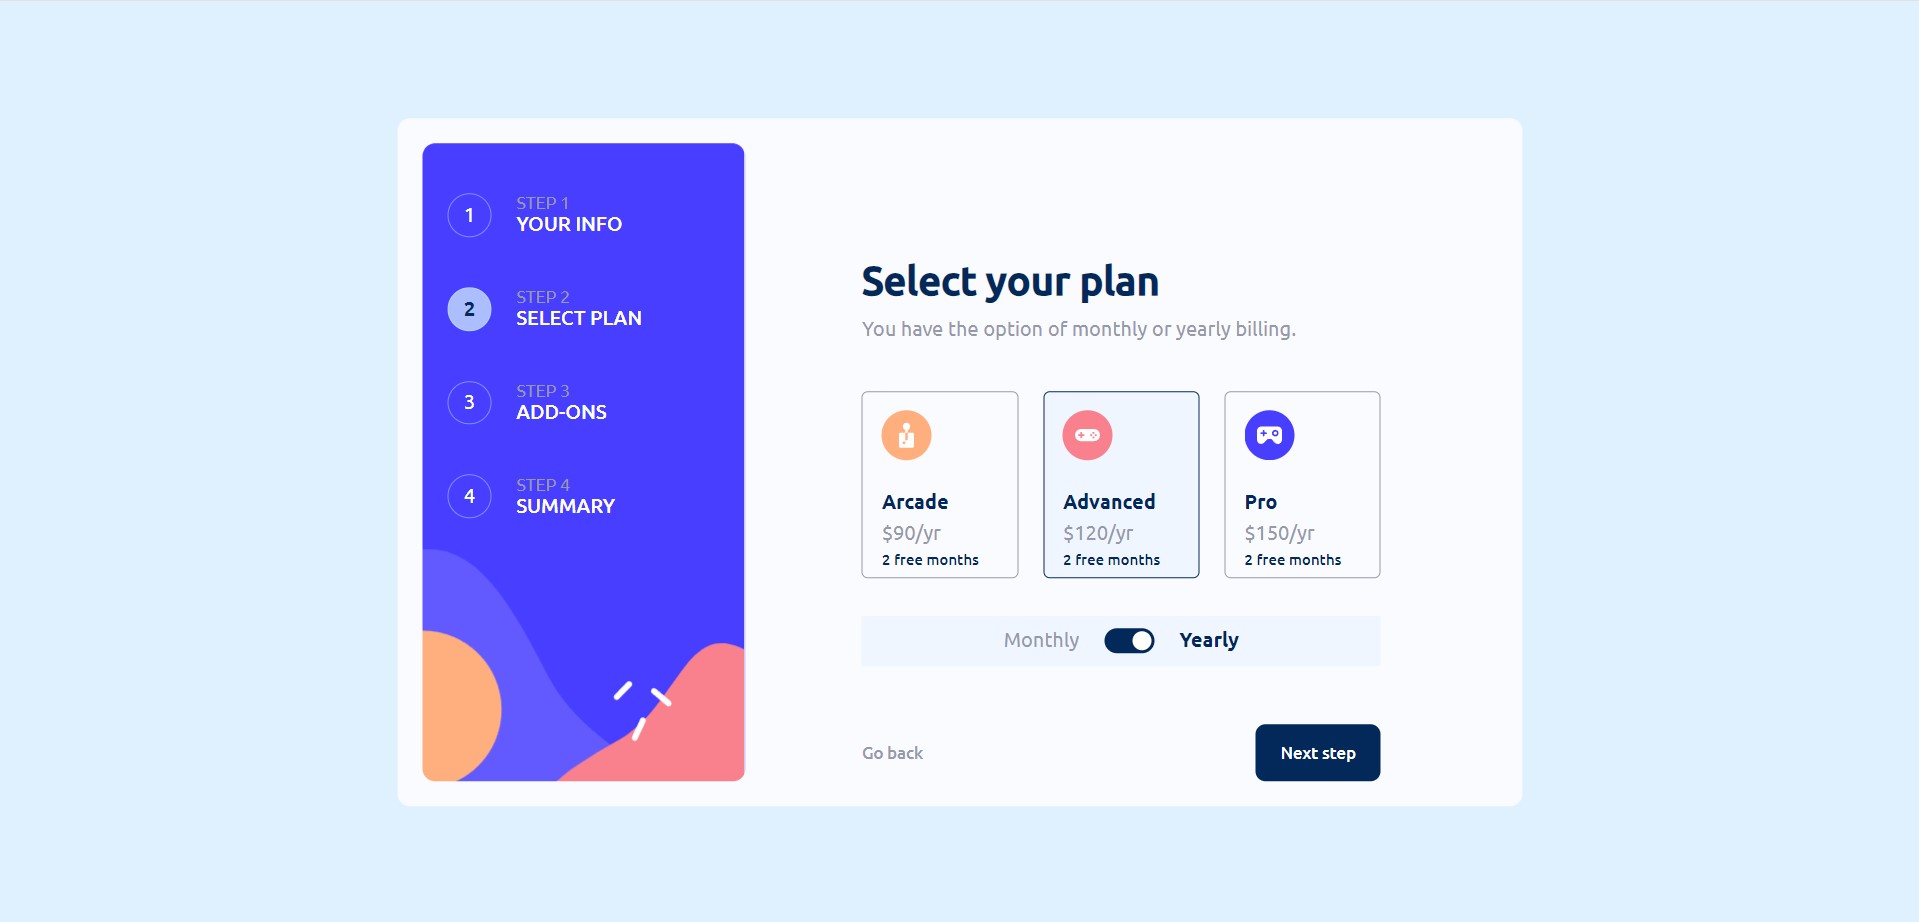 1
STEP 1
YOUR INFO
2
STEP 2
SELECT PLAN
3
STEP 3
ADD-ONS
4
STEP 4
SUMMARY
Select your plan
You have the option of monthly or yearly billing.
Arcade
$90/yr
2 free months
Advanced
$120/yr
2 free months
Pro
$150/yr
2 free months
Monthly Yearly
Go back Next step